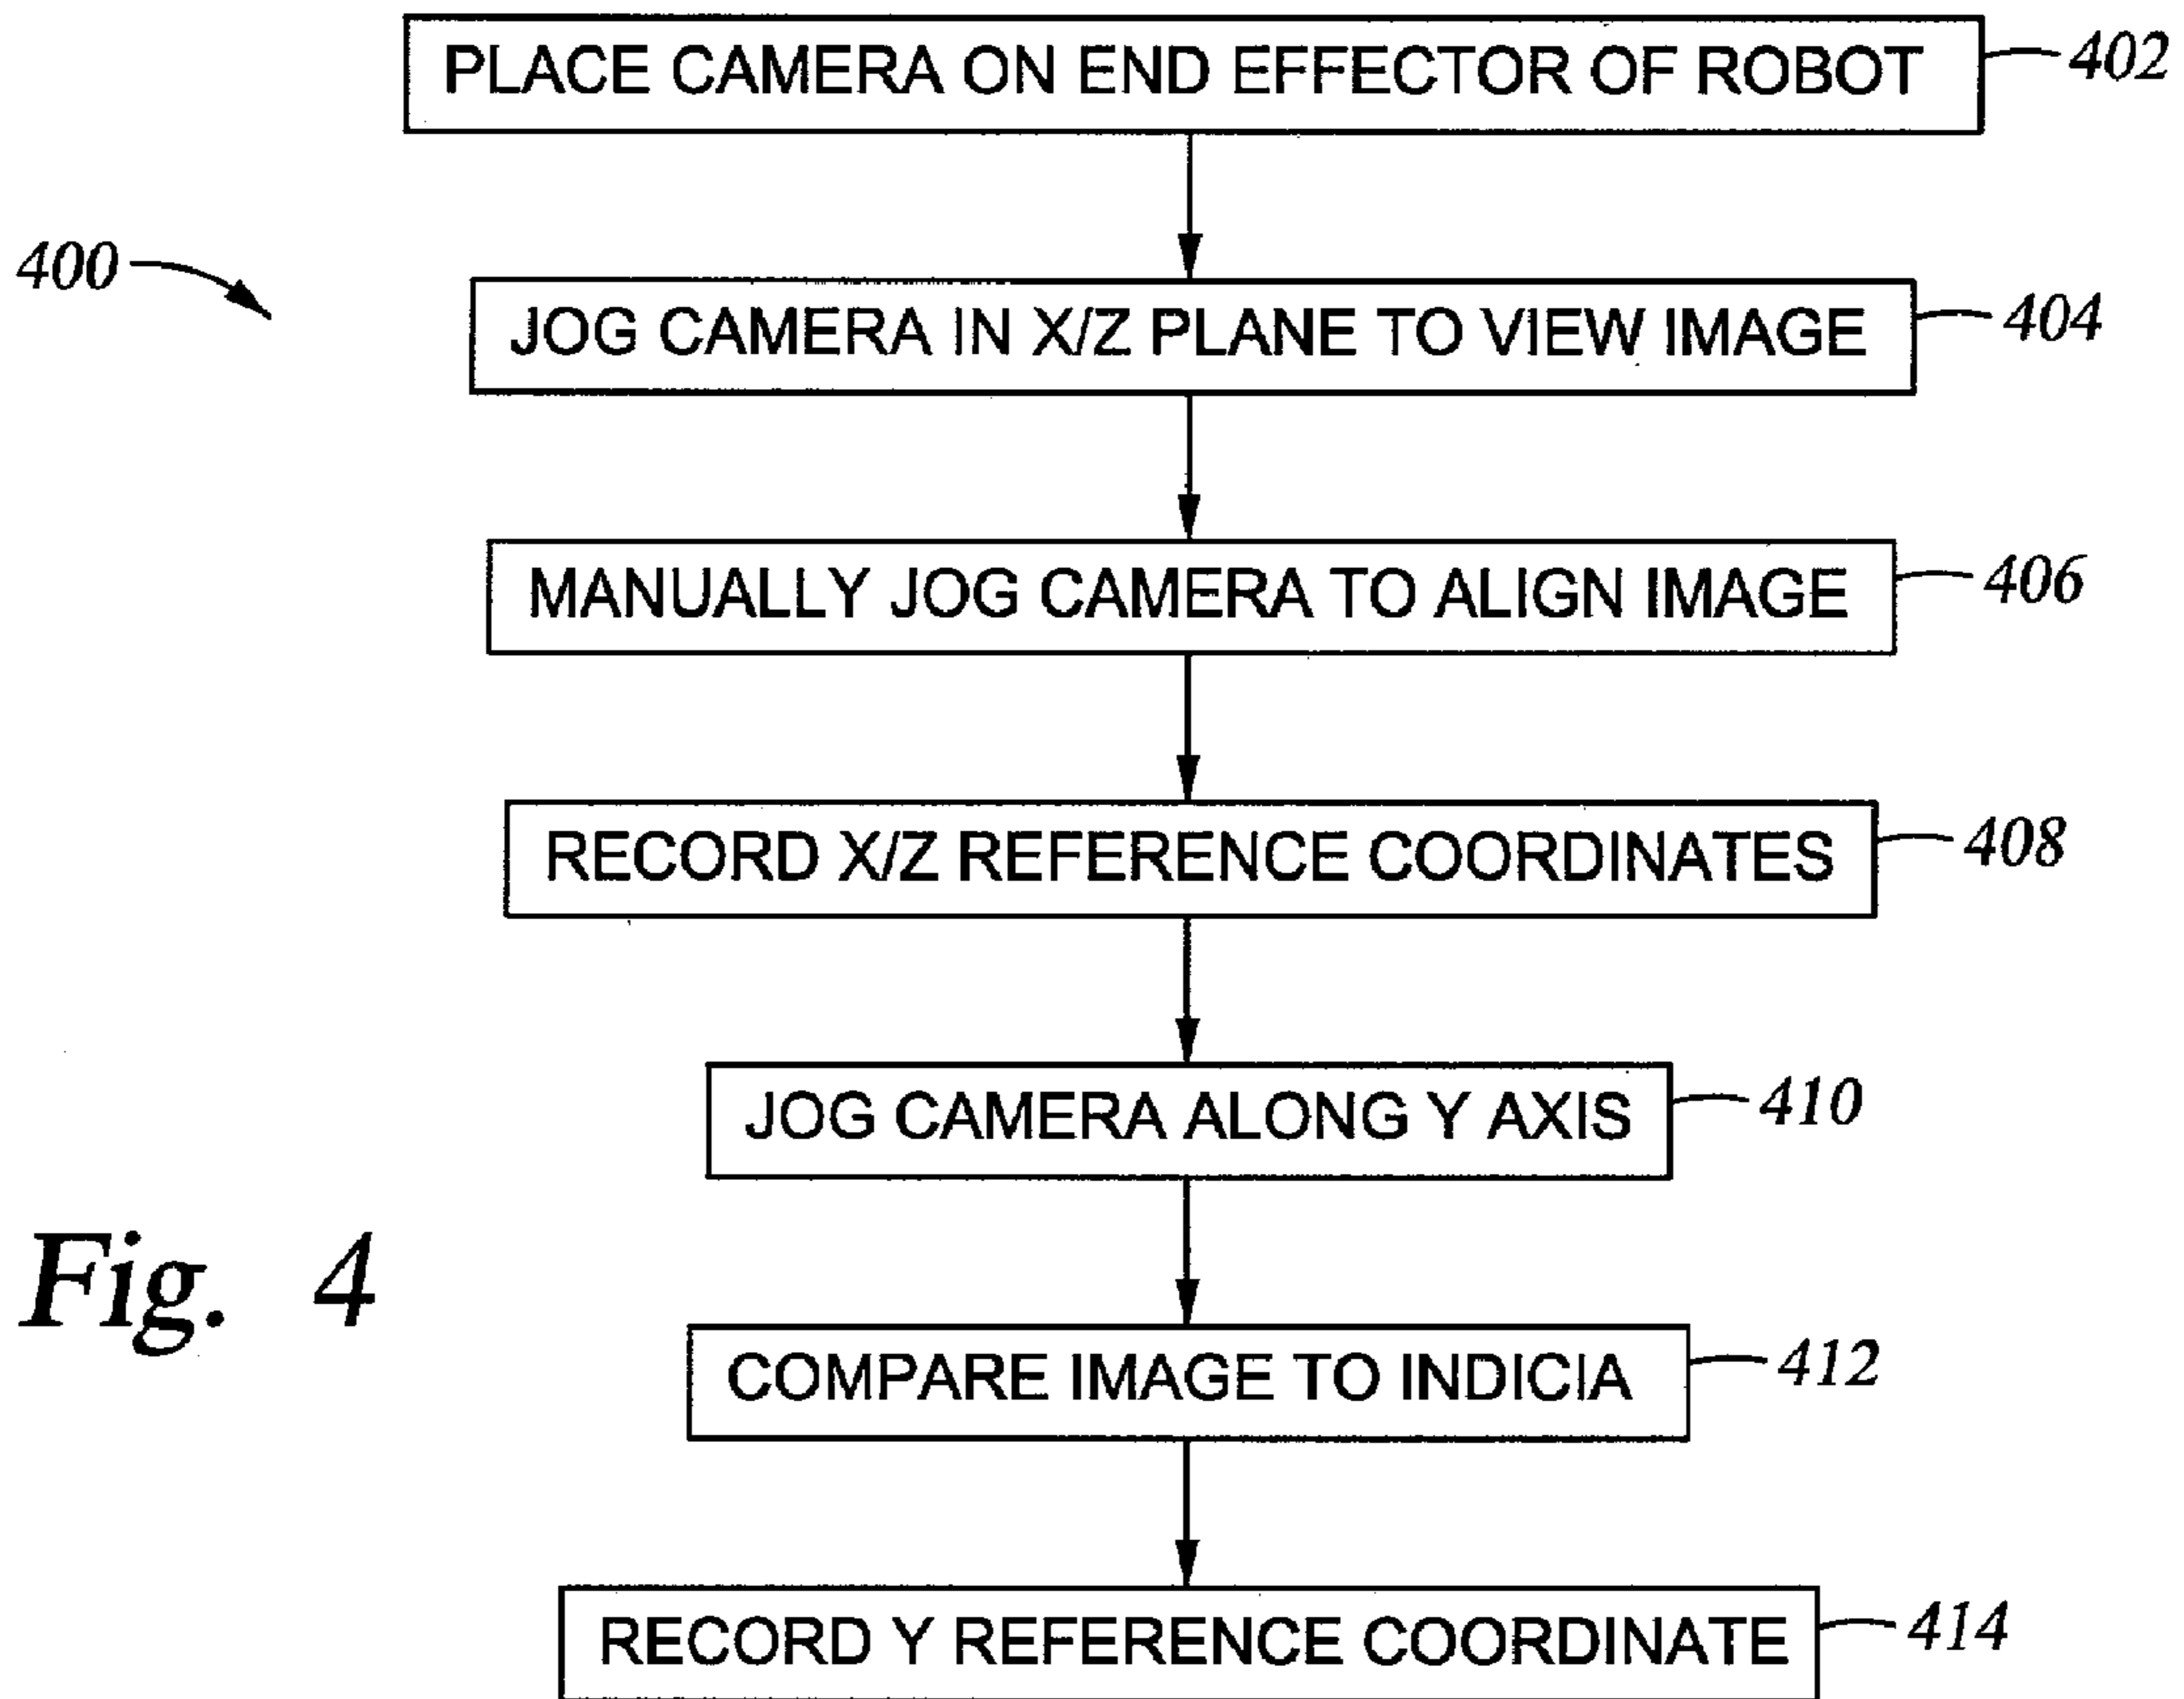 PLACE CAMERA ON END EFFECTOR OF ROBOT
402
400
JOG CAMERA IN X/Z PLANE TO VIEW IMAGE
404
MANUALLY JOG CAMERA TO ALIGN IMAGE
406
RECORD X/Z REFERENCE COORDINATES
408
JOG CAMERA ALONG Y AXIS
410
Fig. 4
COMPARE IMAGE TO INDICIA
412
RECORD Y REFERENCE COORDINATE
414